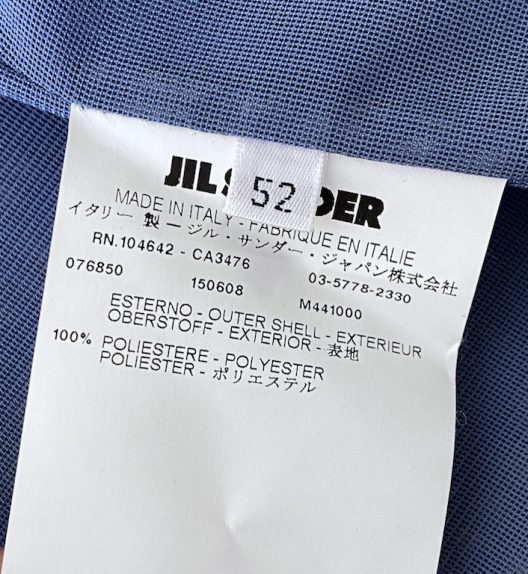 JIL S DER
52
MADE IN ITALY - FABRIQUE EN ITALIE
イタリー 製 ー ジル・サンダー・ジャパン株式会社
RN.104642 - CA3476 03-5778-2330
076850 150608 M441000
ESTERNO - OUTER SHELL - EXTERIEUR
OBERSTOFF - EXTERIOR - 表地
100% POLIESTERE - POLYESTER
POLIESTER - ポリエステル